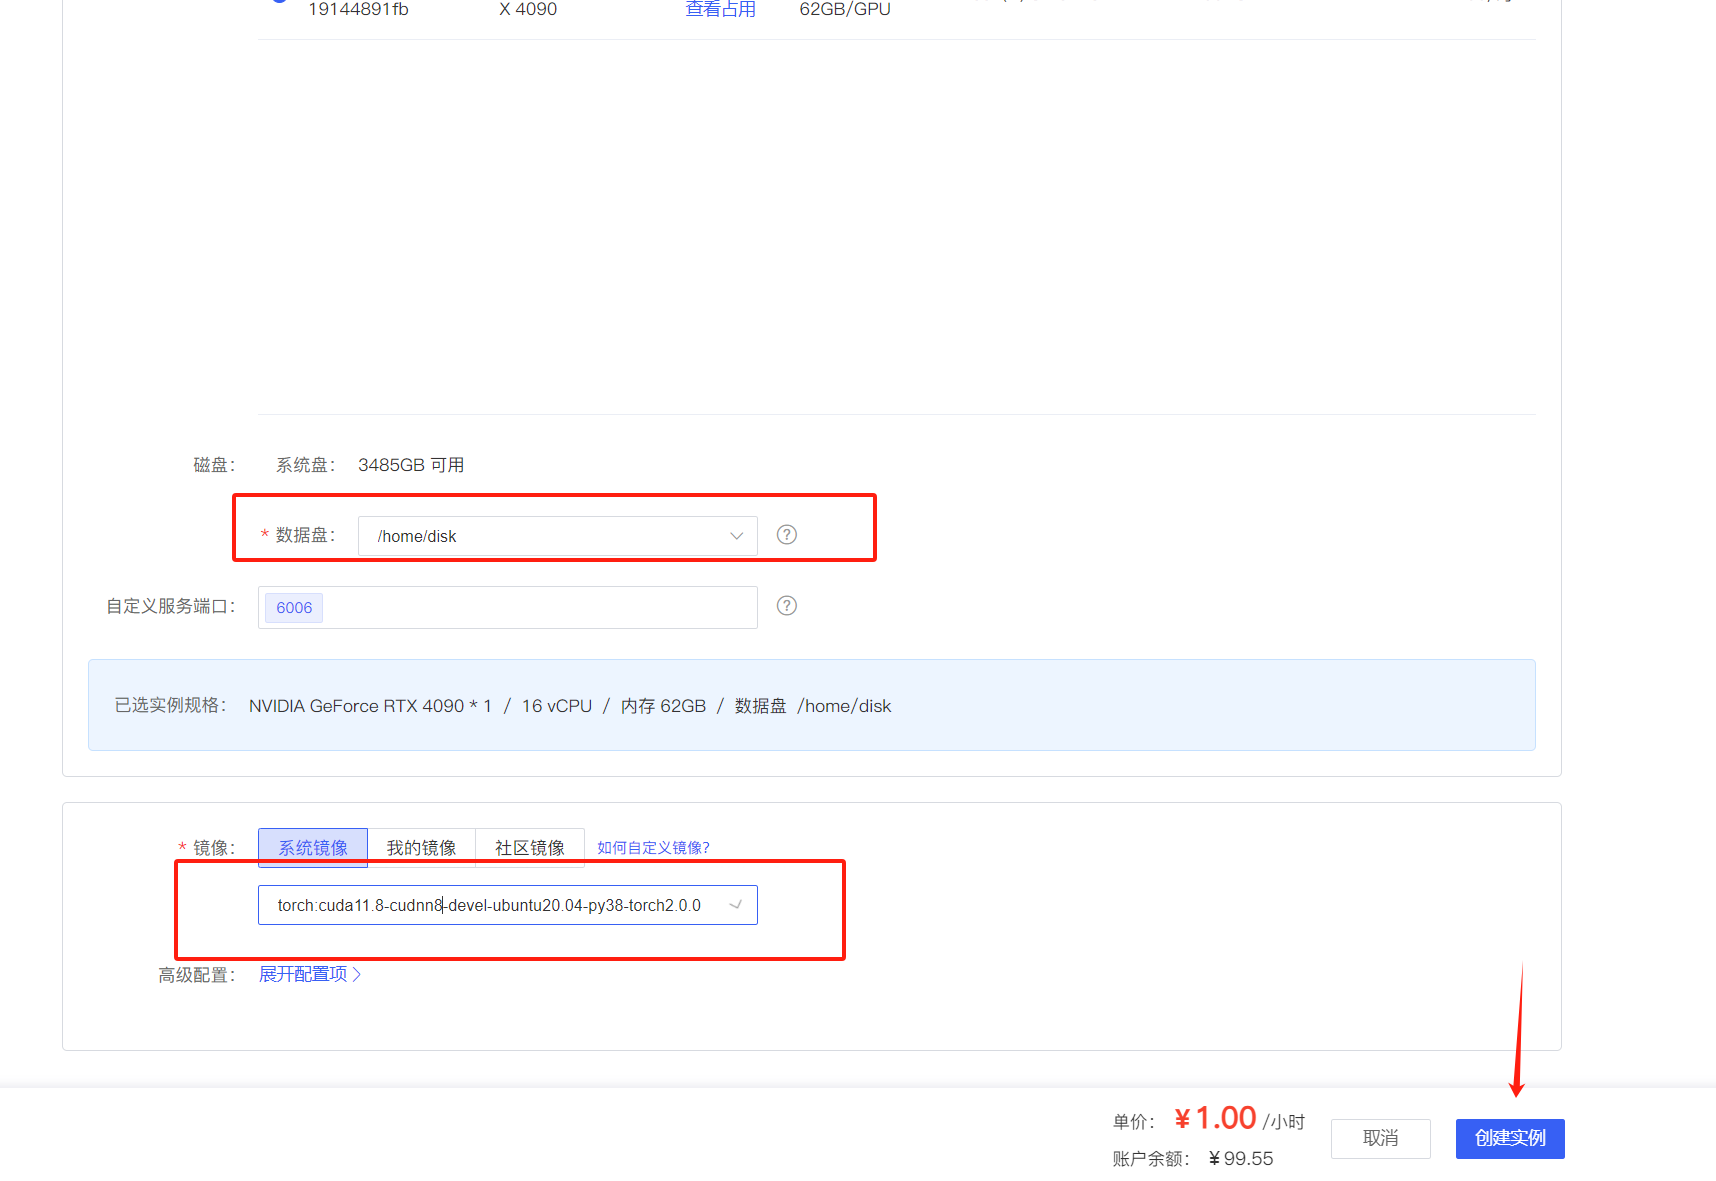 19144891fb X 4090 查看占用 62GB/GPU
磁盘： 系统盘： 3485GB 可用
* 数据盘： /home/disk ?
自定义服务端口： 6006 ?
已选实例规格： NVIDIA GeForce RTX 4090 * 1 / 16 vCPU / 内存 62GB / 数据盘 /home/disk
* 镜像： 系统镜像 我的镜像 社区镜像 如何自定义镜像?
torch:cuda11.8-cudnn8-devel-ubuntu20.04-py38-torch2.0.0
高级配置： 展开配置项
单价： ¥1.00 /小时
账户余额： ¥99.55
取消
创建实例